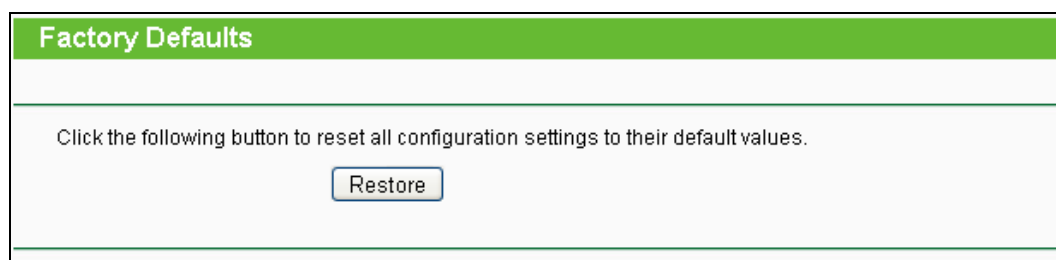 Factory Defaults
Click the following button to reset all configuration settings to their default values.
Restore